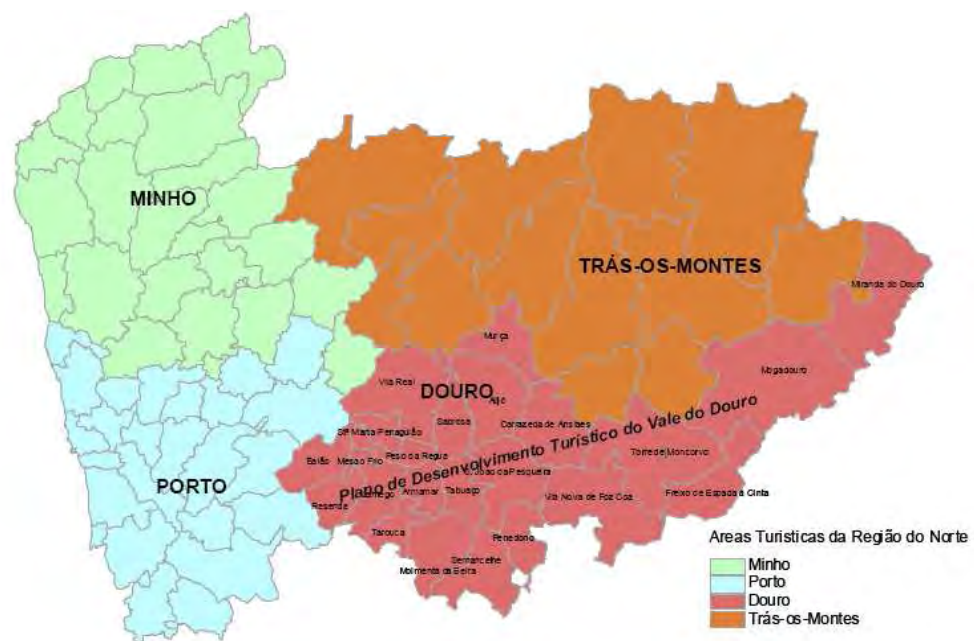 MINHO
TRÁS-OS-MONTES
Miranda do Douro
Murça
Mogadouro
Vila Real
DOURO
Alijó
Sabrosa
Carrazeda de Ansiães
Stª Marta Penaguião
Plano de Desenvolvimento Turístico do Vale do Douro
Baião
Mesao Frio
Peso da Regua
Torre de Moncorvo
S. João da Pesqueira
PORTO
Armamar
Tabuaço
Vila Nova de Foz Coa
Freixo de Espada à Cinta
Resende
Tarouca
Penedono
Sernancelhe
Moimenta da Beira
Areas Turisticas da Região do Norte
Minho
Porto
Douro
Trás-os-Montes